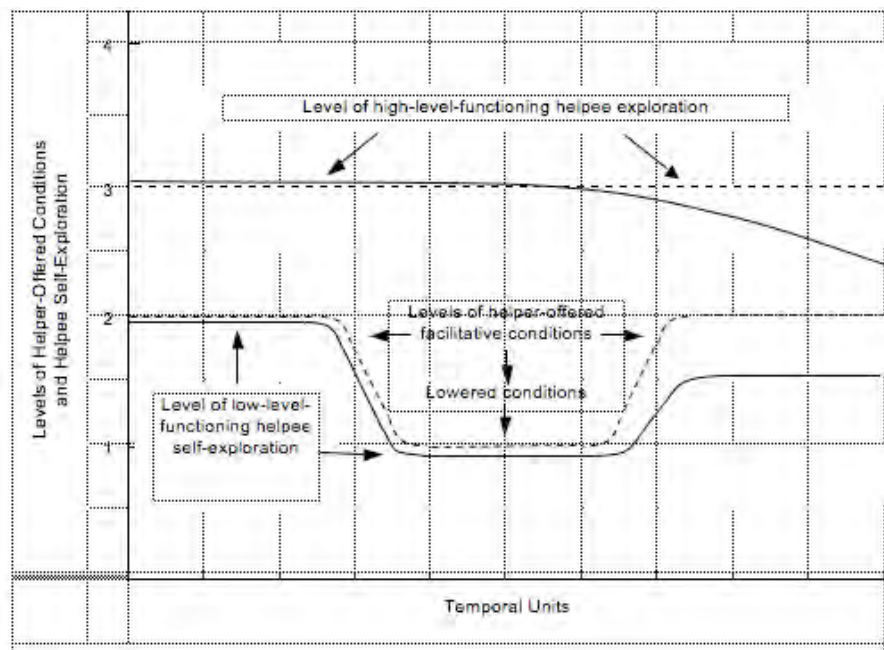 Levels of Helper-Offered Conditions
and Helpee Self-Exploration
4
Level of high-level-functioning helpee exploration
3
2
Levels of helper-offered
facilitative conditions
Lowered conditions
Level of low-level-
functioning helpee
self-exploration
1
Temporal Units